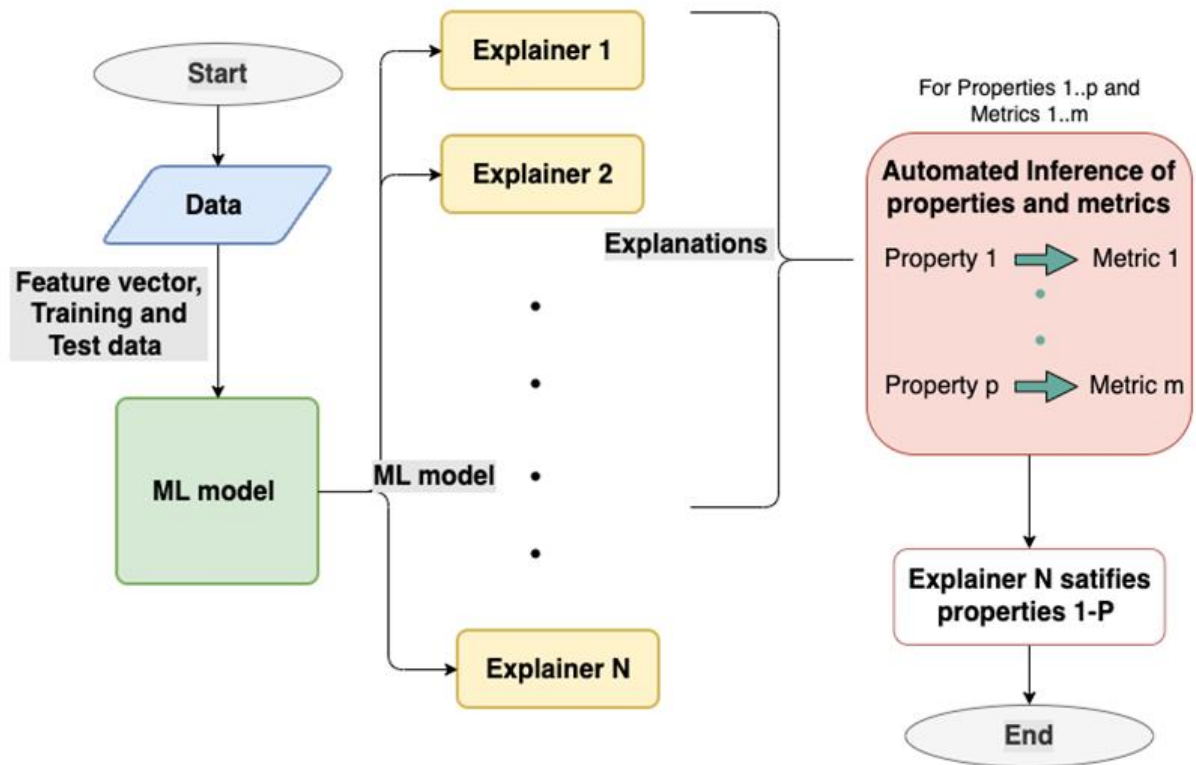 Start
Data
Feature vector,
Training and
Test data
ML model
ML model
Explainer 1
Explainer 2
Explainer N
Explanations
For Properties 1..p and
Metrics 1..m
Automated Inference of
properties and metrics
Property 1 Metric 1
Property p Metric m
Explainer N satifies
properties 1-P
End